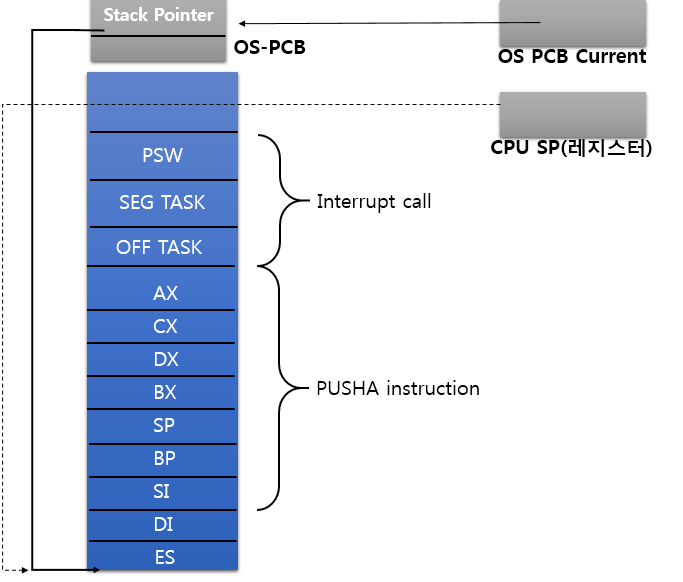 Stack Pointer
OS-PCB
OS PCB Current
CPU SP(레지스터)
PSW
SEG TASK
Interrupt call
OFF TASK
AX
CX
DX
BX
PUSHA instruction
SP
BP
SI
DI
ES